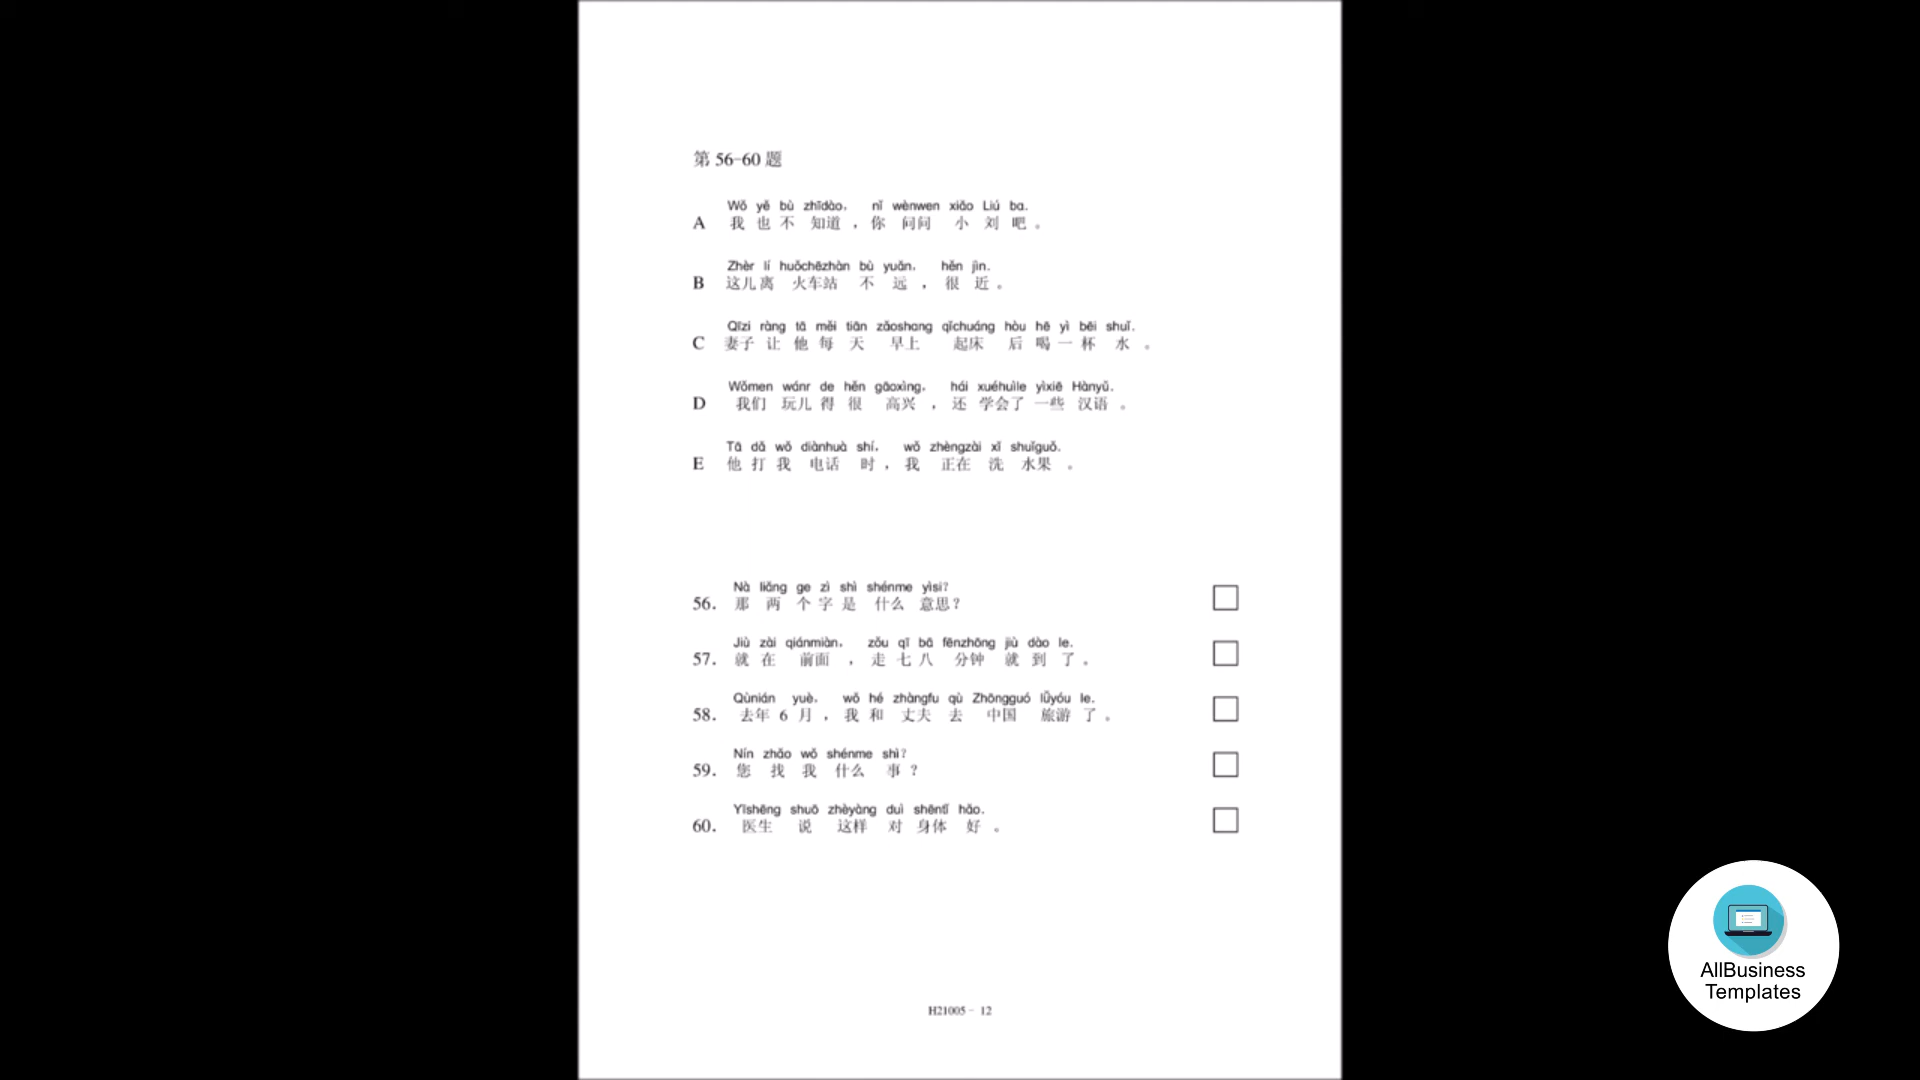 第 56-60 题
Wǒ yě bù zhīdào, nǐ wènwen xiǎo Liú ba.
A 我 也 不 知道 , 你 问问 小 刘 吧 。
Zhèr lí huǒchēzhàn bù yuǎn, hěn jìn.
B 这儿 离 火车站 不 远 , 很 近 。
Qīzi ràng tā měi tiān zǎoshang qǐchuáng hòu hē yì bēi shuǐ.
C 妻子 让 他 每 天 早上 起床 后 喝 一 杯 水 。
Wǒmen wánr de hěn gāoxìng, hái xuéhuìle yìxiē Hànyǔ.
D 我们 玩儿 得 很 高兴 , 还 学会了 一些 汉语 。
Tā dǎ wǒ diànhuà shí, wǒ zhèngzài xǐ shuǐguǒ.
E 他 打 我 电话 时 , 我 正在 洗 水果 。
Nà liǎng ge zì shì shénme yìsi?
56. 那 两 个 字 是 什么 意思?
Jiù zài qiánmiàn, zǒu qī bā fēnzhōng jiù dào le.
57. 就 在 前面 , 走 七 八 分钟 就 到 了 。
Qùnián yuè, wǒ hé zhàngfu qù Zhōngguó lǚyóu le.
58. 去年 6 月 , 我 和 丈夫 去 中国 旅游 了 。
Nín zhǎo wǒ shénme shì?
59. 您 找 我 什么 事 ?
Yīshēng shuō zhèyàng duì shēntǐ hǎo.
60. 医生 说 这样 对 身体 好 。
H21005 - 12
AllBusiness
Templates